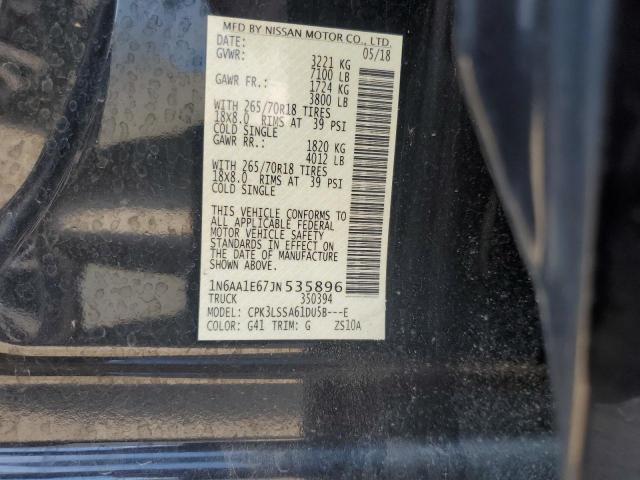 MFD BY NISSAN MOTOR CO., LTD.
DATE: 05/18
GVWR: 3221 KG
7100 LB
GAWR FR.: 1724 KG
3800 LB
WITH 265/70R18 TIRES
18x8.0 RIMS AT 39 PSI
COLD SINGLE
GAWR RR.: 1820 KG
4012 LB
WITH 265/70R18 TIRES
18x8.0 RIMS AT 39 PSI
COLD SINGLE
THIS VEHICLE CONFORMS TO
ALL APPLICABLE FEDERAL
MOTOR VEHICLE SAFETY
STANDARDS IN EFFECT ON
THE DATE OF MANUFACTURE
SHOWN ABOVE.
1N6AA1E67JN535896
TRUCK 350394
MODEL: CPK3LSSA61DU5B---E
COLOR: G41 TRIM: G ZS10A